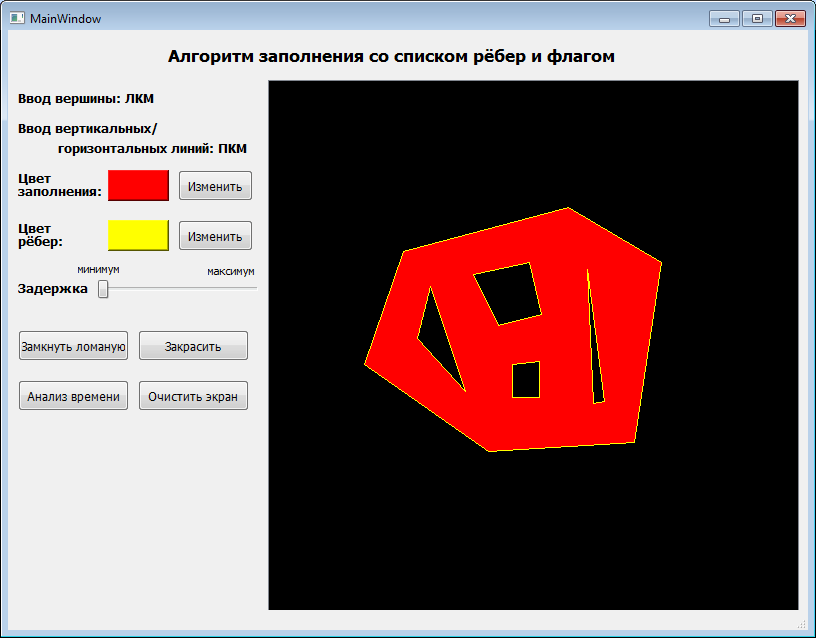 MainWindow
Алгоритм заполнения со списком рёбер и флагом
Ввод вершины: ЛКМ
Ввод вертикальных/
горизонтальных линий: ПКМ
Цвет
заполнения:
Изменить
Цвет
рёбер:
Изменить
минимум
максимум
Задержка
Замкнуть ломаную
Закрасить
Анализ времени
Очистить экран